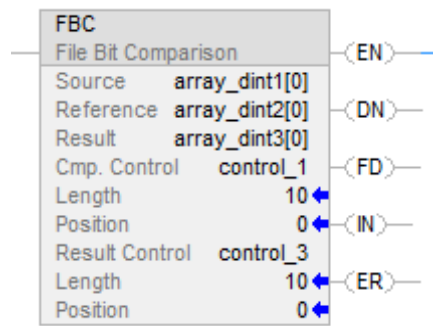 FBC
File Bit Comparison
EN
Source array_dint1[0]
Reference array_dint2[0]
DN
Result array_dint3[0]
Cmp. Control control_1
FD
Length 10
Position 0
IN
Result Control control_3
Length 10
ER
Position 0